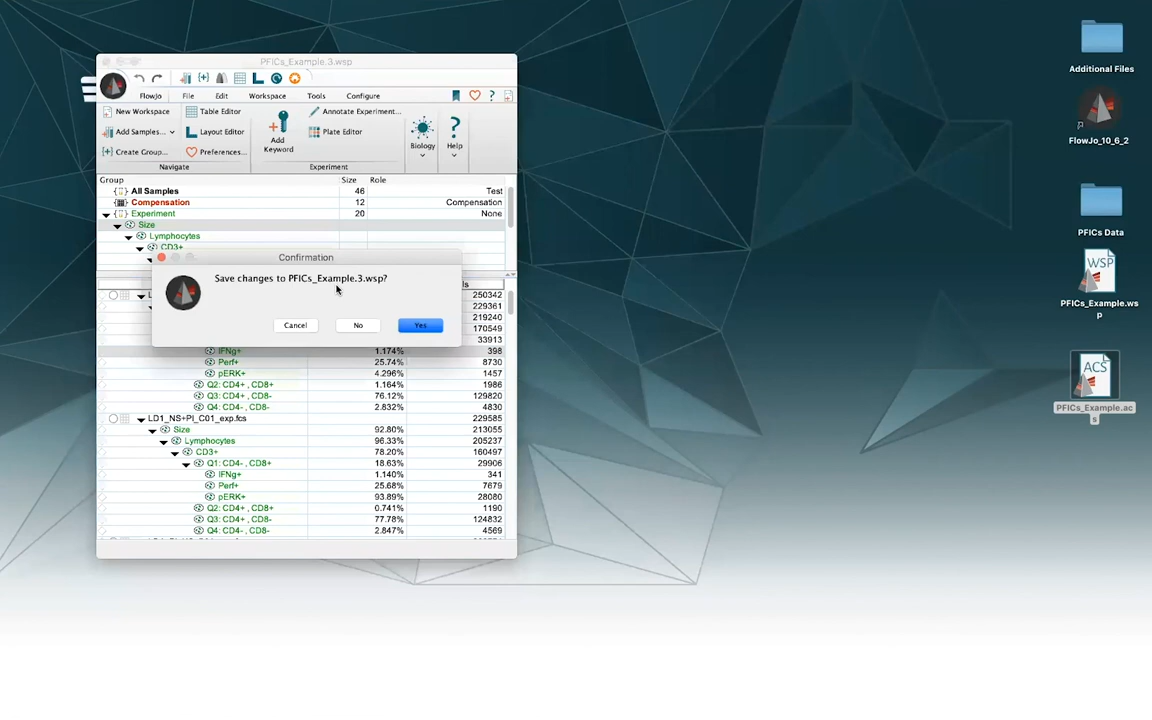 PFICs_Example.3.wsp
FlowJo File Edit Workspace Tools Configure
New Workspace Table Editor Annotate Experiment...
Add Samples... Layout Editor Add Keyword Plate Editor Biology Help
Create Group... Preferences...
Navigate Experiment
Group Size Role
All Samples 46 Test
Compensation 12 Compensation
Experiment 20 None
Size
Lymphocytes
CD3+
Confirmation
Save changes to PFICs_Example.3.wsp?
Cancel No Yes
250342
229361
219240
170549
33913
IFNg+ 1.174% 398
Perf+ 25.74% 8730
pERK+ 4.296% 1457
Q2: CD4+ , CD8+ 1.164% 1986
Q3: CD4+ , CD8- 76.12% 129820
Q4: CD4- , CD8- 2.832% 4830
LD1_NS+PI_C01_exp.fcs 229585
Size 92.80% 213055
Lymphocytes 96.33% 205237
CD3+ 78.20% 160497
Q1: CD4- , CD8+ 18.63% 29906
IFNg+ 1.140% 341
Perf+ 25.68% 7679
pERK+ 93.89% 28080
Q2: CD4+ , CD8+ 0.741% 1190
Q3: CD4+ , CD8- 77.78% 124832
Q4: CD4- , CD8- 2.847% 4569
Additional Files
FlowJo_10_6_2
PFICs Data
WSP
PFICs_Example.ws
p
ACS
PFICs_Example.ac
s